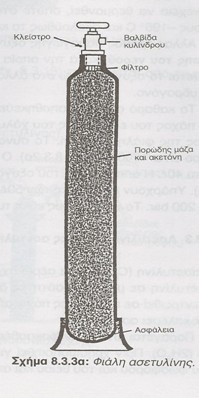 Κλείστρο
Βαλβίδα
κυλίνδρου
Φίλτρο
Πορώδης μάζα
και ακετόνη
Ασφάλεια
Σχήμα 8.3.3α: Φιάλη ασετυλίνης.